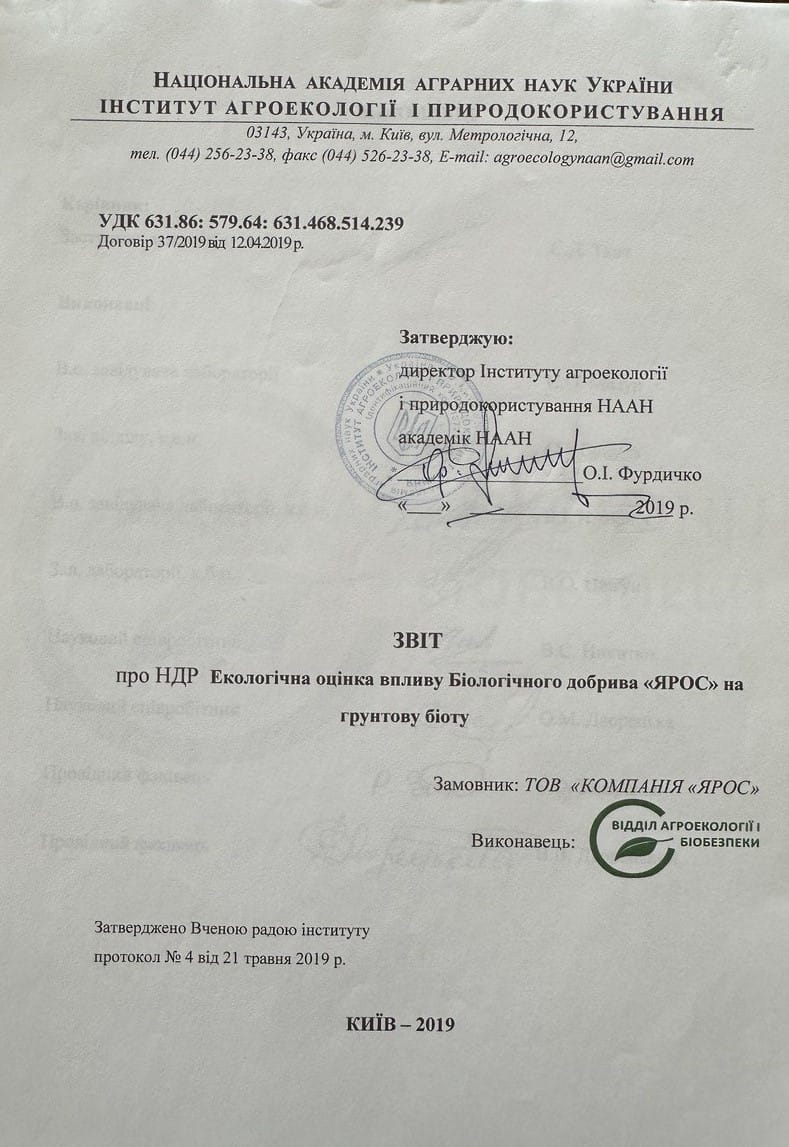 НАЦІОНАЛЬНА АКАДЕМІЯ АГРАРНИХ НАУК УКРАЇНИ
ІНСТИТУТ АГРОЕКОЛОГІЇ І ПРИРОДОКОРИСТУВАННЯ
03143, Україна, м. Київ, вул. Метрологічна, 12,
тел. (044) 256-23-38, факс (044) 526-23-38, E-mail: agroecologynaan@gmail.com
УДК 631.86: 579.64: 631.468.514.239
Договір 37/2019 від 12.04.2019 р.
Затверджую:
директор Інституту агроекології
і природокористування НААН
академік НААН
О.І. Фурдичко
«___» 2019 р.
ЗВІТ
про НДР Екологічна оцінка впливу Біологічного добрива «ЯРОС» на
грунтову біоту
Замовник: ТОВ «КОМПАНІЯ «ЯРОС»
Виконавець:
ВІДДІЛ АГРОЕКОЛОГІЇ І
БІОБЕЗПЕКИ
Затверджено Вченою радою інституту
протокол № 4 від 21 травня 2019 р.
КИЇВ – 2019